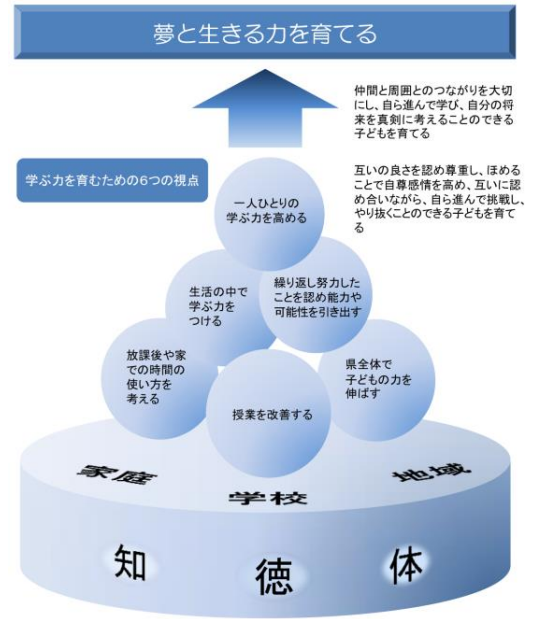 夢と生きる力を育てる
仲間と周囲とのつながりを大切
にし、自ら進んで学び、自分の将
来を真剣に考えることのできる
子どもを育てる
学ぶ力を育むための6つの視点
互いの良さを認め尊重し、ほめる
ことで自尊感情を高め、互いに認
め合いながら、自ら進んで挑戦し、
やり抜くことのできる子どもを育て
る
一人ひとりの
学ぶ力を高める
生活の中で
学ぶ力を
つける
繰り返し努力した
ことを認め能力や
可能性を引き出す
放課後や家
での時間の
使い方を
考える
授業を改善する
県全体で
子どもの力を
伸ばす
家庭
学校
地域
知
徳
体